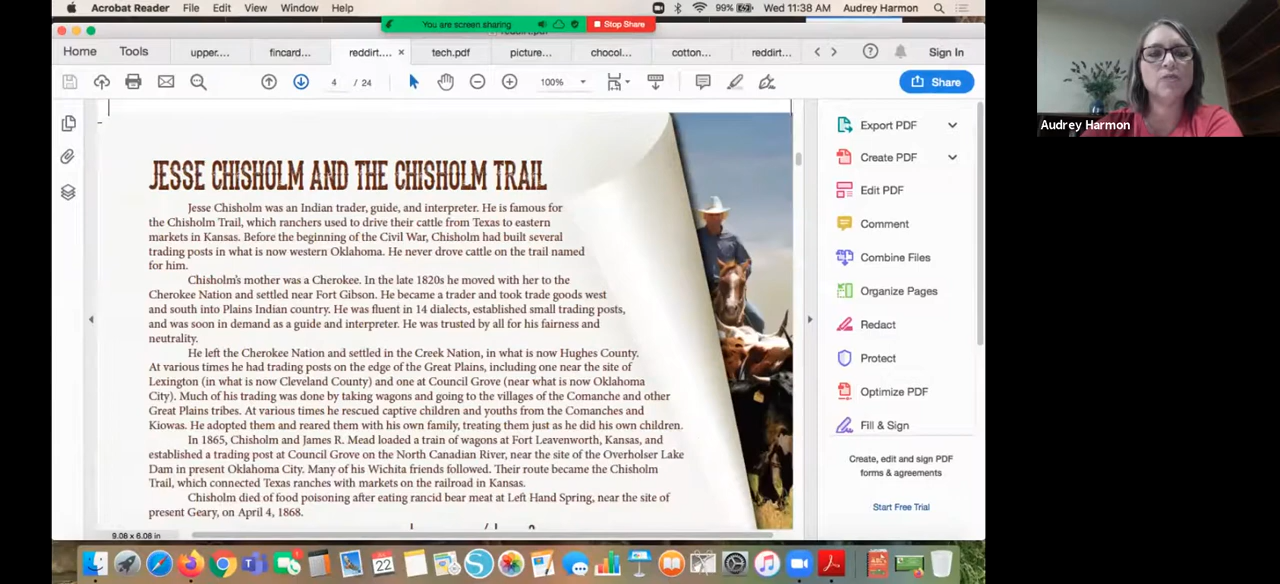 Acrobat Reader File Edit View Window Help 99% Wed 11:38 AM Audrey Harmon
You are screen sharing Stop Share
reddirt.pdf
Home Tools upper.... fincard... reddirt.... × tech.pdf picture... chocol... cotton... reddirt... Sign In
4 / 24 100% Share
JESSE CHISHOLM AND THE CHISHOLM TRAIL
Jesse Chisholm was an Indian trader, guide, and interpreter. He is famous for
the Chisholm Trail, which ranchers used to drive their cattle from Texas to eastern
markets in Kansas. Before the beginning of the Civil War, Chisholm had built several
trading posts in what is now western Oklahoma. He never drove cattle on the trail named
for him.
Chisholm's mother was a Cherokee. In the late 1820s he moved with her to the
Cherokee Nation and settled near Fort Gibson. He became a trader and took trade goods west
and south into Plains Indian country. He was fluent in 14 dialects, established small trading posts,
and was soon in demand as a guide and interpreter. He was trusted by all for his fairness and
neutrality.
He left the Cherokee Nation and settled in the Creek Nation, in what is now Hughes County.
At various times he had trading posts on the edge of the Great Plains, including one near the site of
Lexington (in what is now Cleveland County) and one at Council Grove (near what is now Oklahoma
City). Much of his trading was done by taking wagons and going to the villages of the Comanche and other
Great Plains tribes. At various times he rescued captive children and youths from the Comanches and
Kiowas. He adopted them and reared them with his own family, treating them just as he did his own children.
In 1865, Chisholm and James R. Mead loaded a train of wagons at Fort Leavenworth, Kansas, and
established a trading post at Council Grove on the North Canadian River, near the site of the Overholser Lake
Dam in present Oklahoma City. Many of his Wichita friends followed. Their route became the Chisholm
Trail, which connected Texas ranches with markets on the railroad in Kansas.
Chisholm died of food poisoning after eating rancid bear meat at Left Hand Spring, near the site of
present Geary, on April 4, 1868.
9.08 x 6.08 in
Export PDF
Create PDF
Edit PDF
Comment
Combine Files
Organize Pages
Redact
Protect
Optimize PDF
Fill & Sign
Create, edit and sign PDF
forms & agreements
Start Free Trial
Audrey Harmon
22